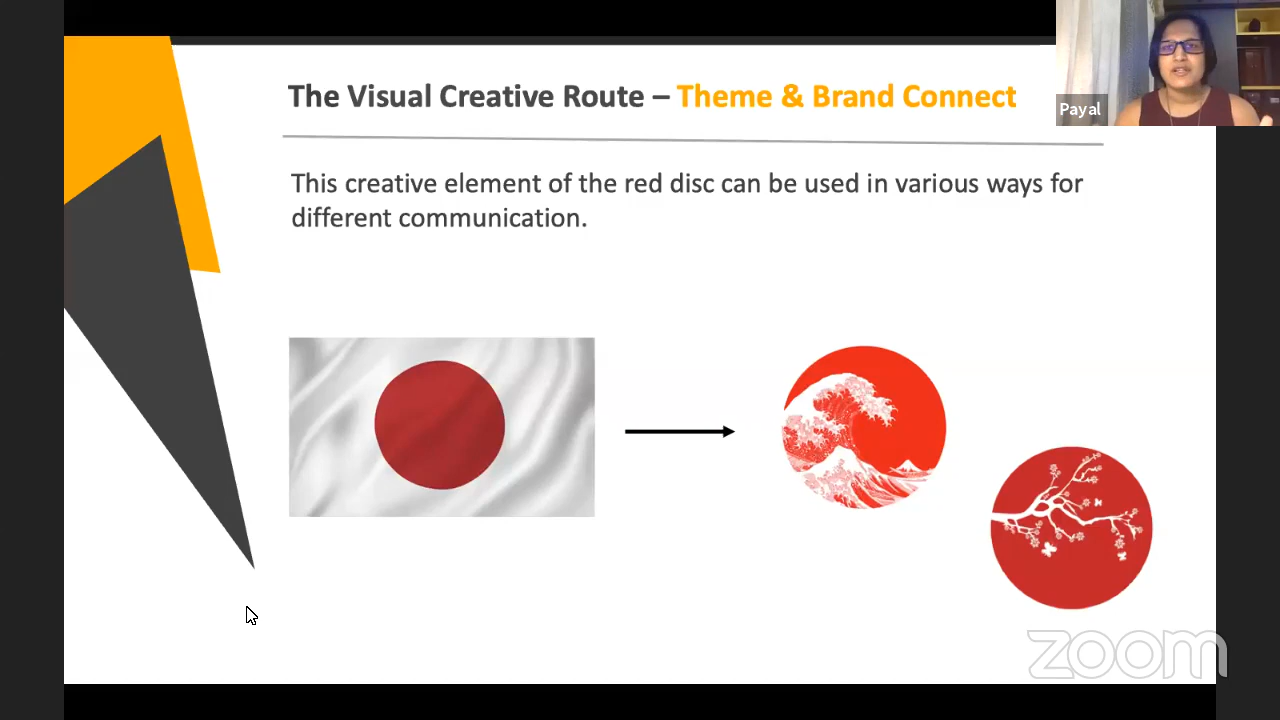 The Visual Creative Route – Theme & Brand Connect
Payal
This creative element of the red disc can be used in various ways for
different communication.
zoom